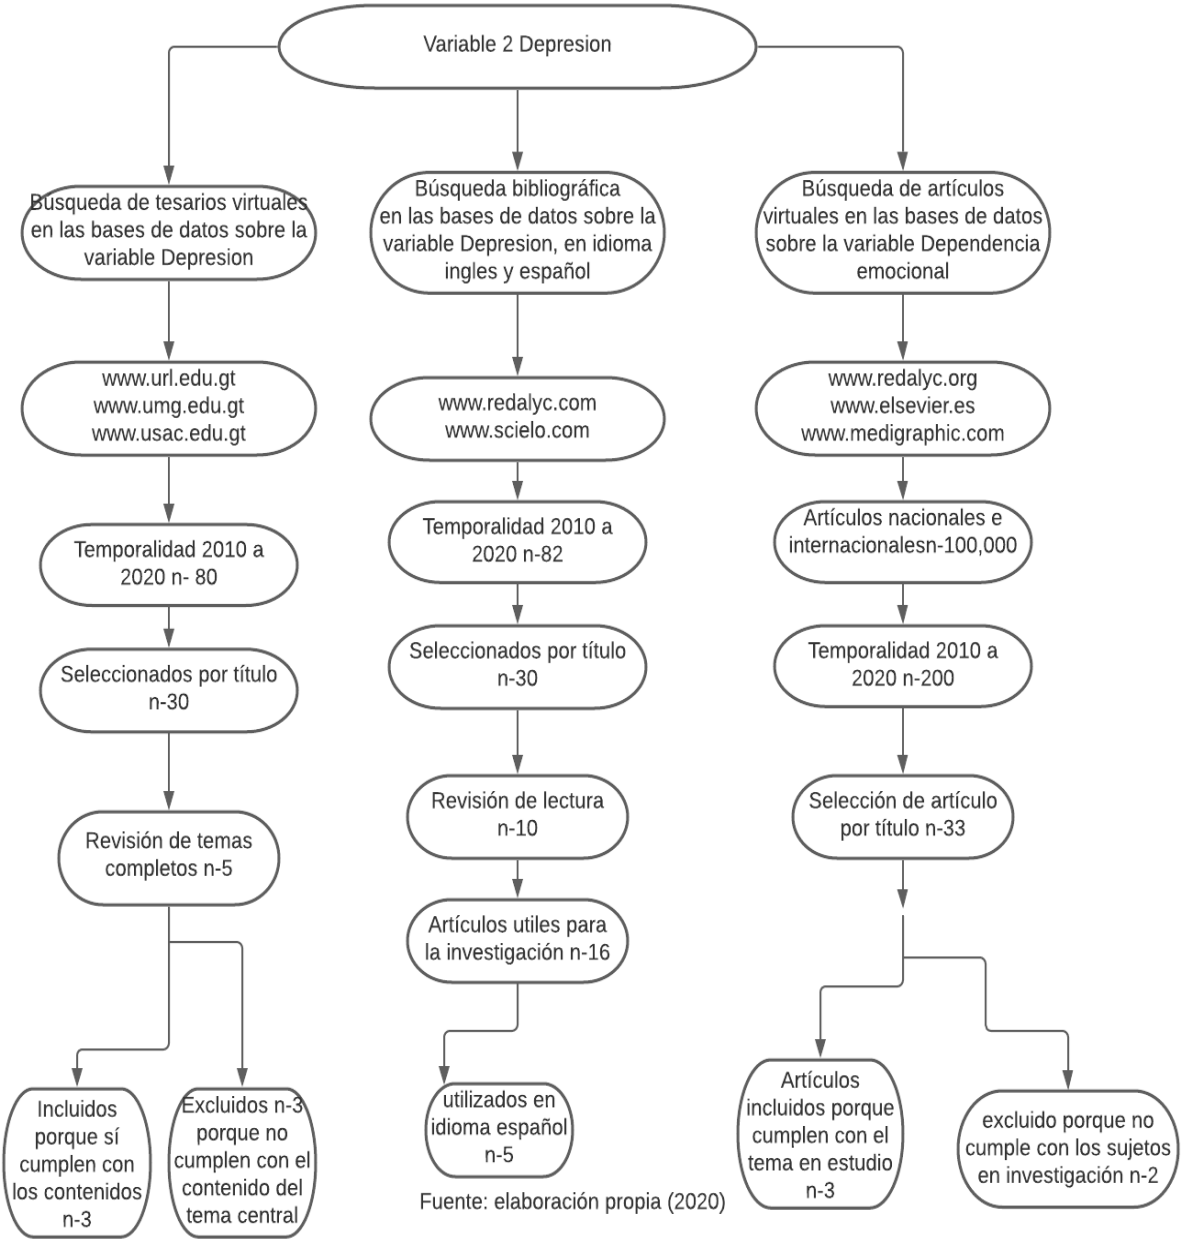 Variable 2 Depresion
Búsqueda de tesarios virtuales
en las bases de datos sobre la
variable Depresion
www.url.edu.gt
www.umg.edu.gt
www.usac.edu.gt
Temporalidad 2010 a
2020 n- 80
Seleccionados por título
n-30
Revisión de temas
completos n-5
Incluidos
porque sí
cumplen con
los contenidos
n-3
Excluidos n-3
porque no
cumplen con el
contenido del
tema central
Búsqueda bibliográfica
en las bases de datos sobre la
variable Depresion, en idioma
ingles y español
www.redalyc.com
www.scielo.com
Temporalidad 2010 a
2020 n-82
Seleccionados por título
n-30
Revisión de lectura
n-10
Artículos utiles para
la investigación n-16
utilizados en
idioma español
n-5
Búsqueda de artículos
virtuales en las bases de datos
sobre la variable Dependencia
emocional
www.redalyc.org
www.elsevier.es
www.medigraphic.com
Artículos nacionales e
internacionalesn-100,000
Temporalidad 2010 a
2020 n-200
Selección de artículo
por título n-33
Artículos
incluidos porque
cumplen con el
tema en estudio
n-3
excluido porque no
cumple con los sujetos
en investigación n-2
Fuente: elaboración propia (2020)